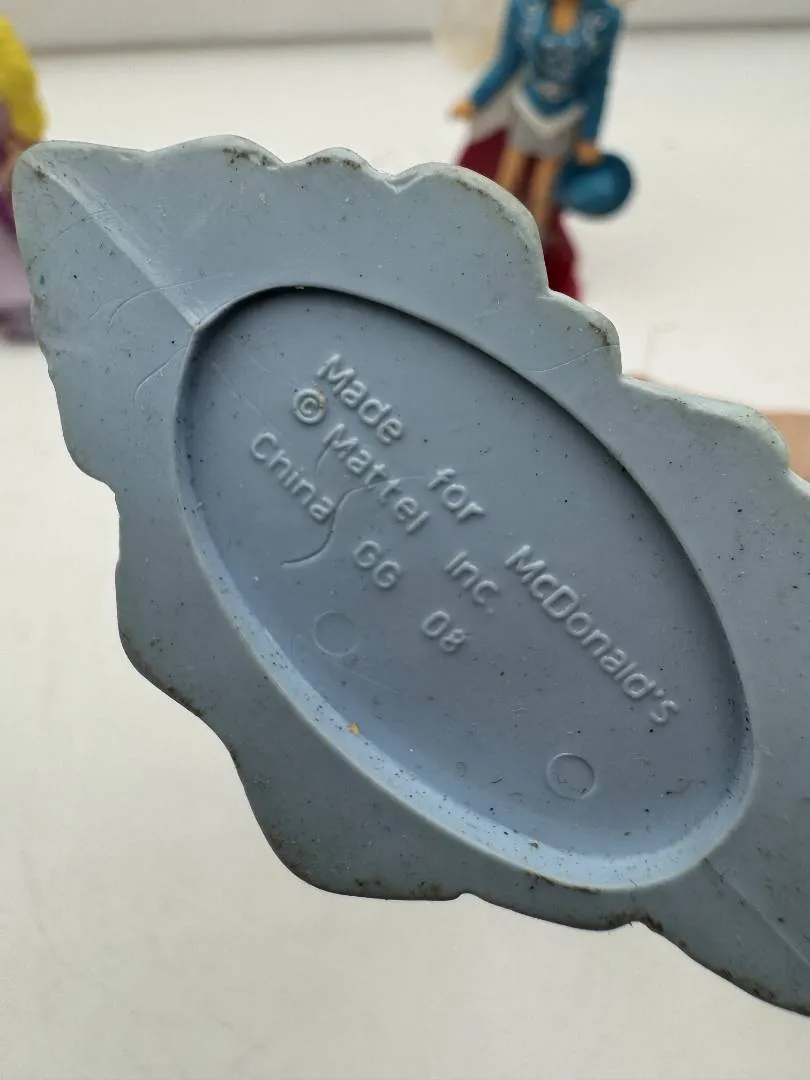 Made for McDonald's
© Mattel Inc.
China GG 08